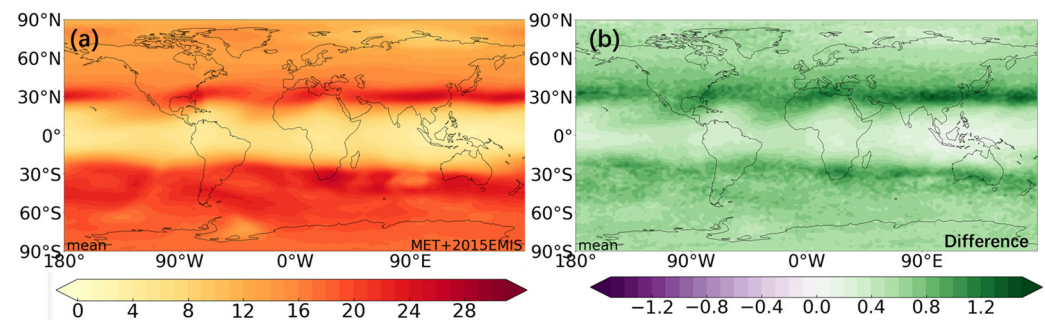 90°N
(a)
60°N
30°N
0°
30°S
60°S
90°S
mean
MET+2015EMIS
180°
90°W
0°W
90°E
0
4
8
12
16
20
24
28
90°N
(b)
60°N
30°N
0°
30°S
60°S
90°S
mean
Difference
180°
90°W
0°W
90°E
−1.2
−0.8
−0.4
0.0
0.4
0.8
1.2